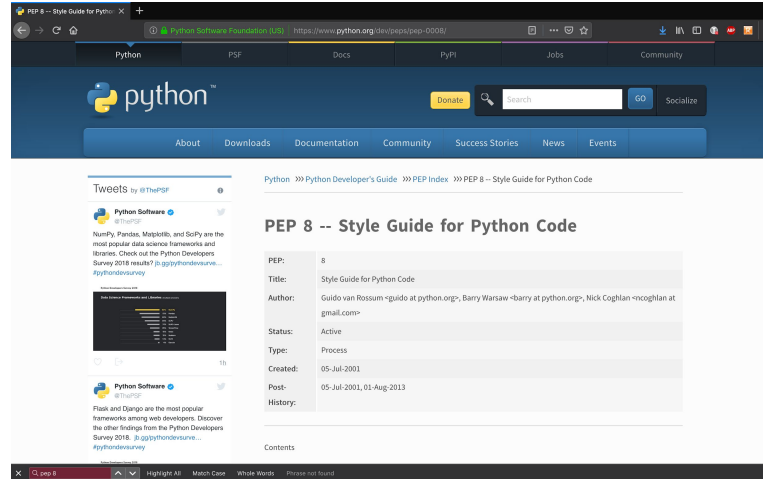 PEP 8 -- Style Guide for Python
Python Software Foundation (US) https://www.python.org/dev/peps/pep-0008/
Python PSF Docs PyPI Jobs Community
python™
Donate Search GO Socialize
About Downloads Documentation Community Success Stories News Events
Tweets by @ThePSF
Python Software
@ThePSF
NumPy, Pandas, Matplotlib, and SciPy are the
most popular data science frameworks and
libraries. Check out the Python Developers
Survey 2018 results? jb.gg/pythondevsurve…
#pythondevsurvey
Python Developers Survey 2018
Data Science Frameworks and Libraries
1h
Python Software
@ThePSF
Flask and Django are the most popular
frameworks among web developers. Discover
the other findings from the Python Developers
Survey 2018. jb.gg/pythondevsurve…
#pythondevsurvey
Python >>> Python Developer's Guide >>> PEP Index >>> PEP 8 -- Style Guide for Python Code
PEP 8 -- Style Guide for Python Code
PEP: 8
Title: Style Guide for Python Code
Author: Guido van Rossum <guido at python.org>, Barry Warsaw <barry at python.org>, Nick Coghlan <ncoghlan at
gmail.com>
Status: Active
Type: Process
Created: 05-Jul-2001
Post-History: 05-Jul-2001, 01-Aug-2013
Contents
pep 8 Highlight All Match Case Whole Words Phrase not found